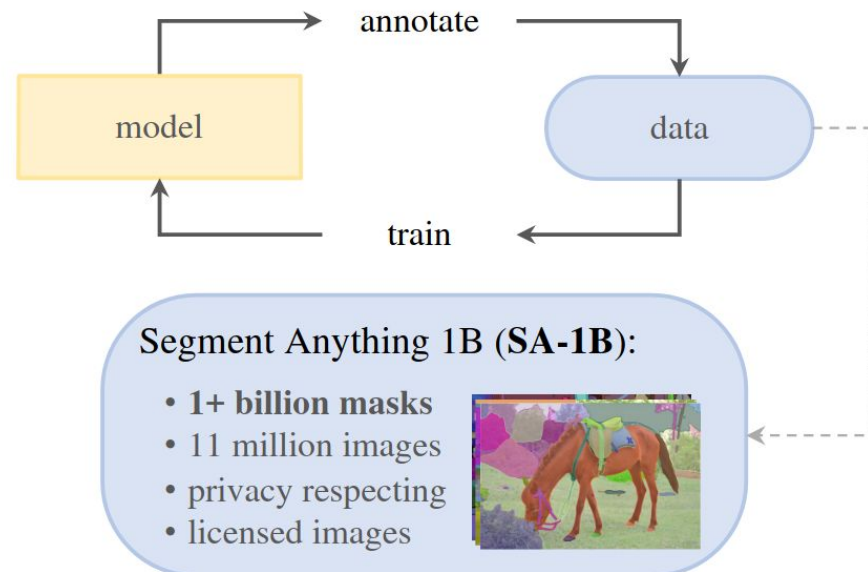 annotate
model
data
train
Segment Anything 1B (SA-1B):
• 1+ billion masks
• 11 million images
• privacy respecting
• licensed images